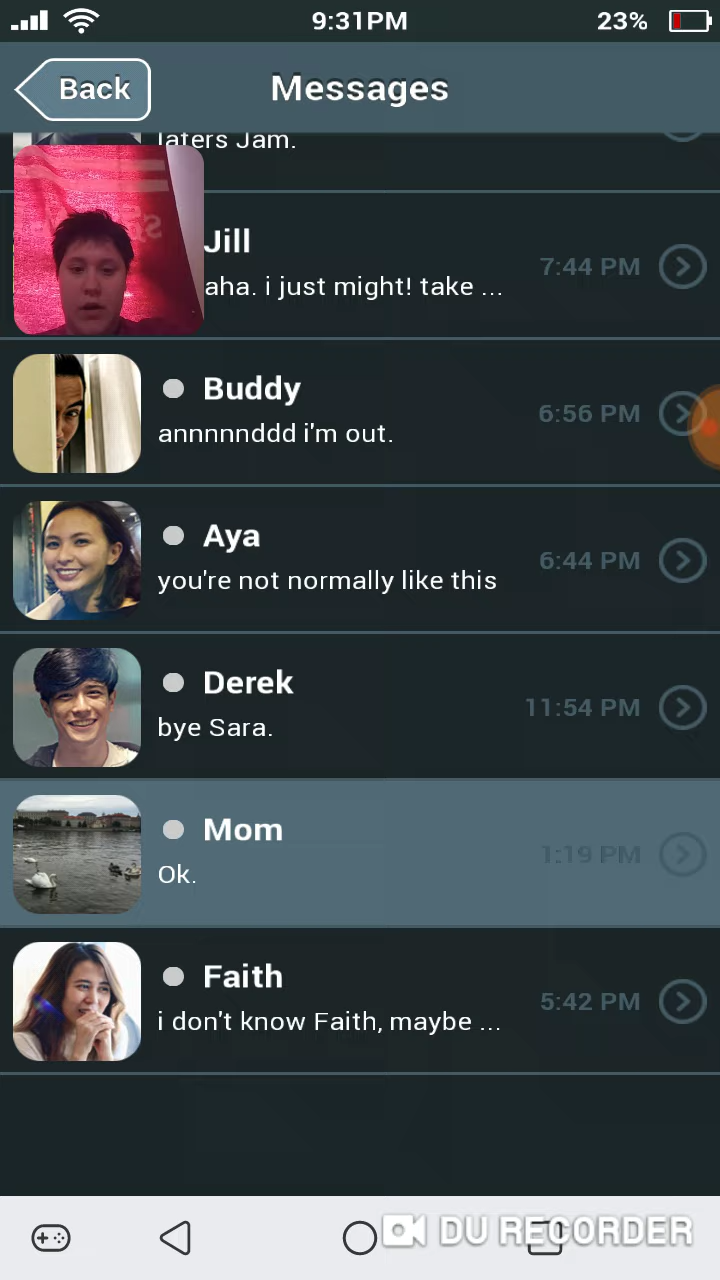 9:31PM
23%
Back
Messages
laters Jam.
Jill
7:44 PM
aha. i just might! take ...
Buddy
6:56 PM
annnnnddd i'm out.
Aya
6:44 PM
you're not normally like this
Derek
11:54 PM
bye Sara.
Mom
1:19 PM
Ok.
Faith
5:42 PM
i don't know Faith, maybe ...
DU RECORDER